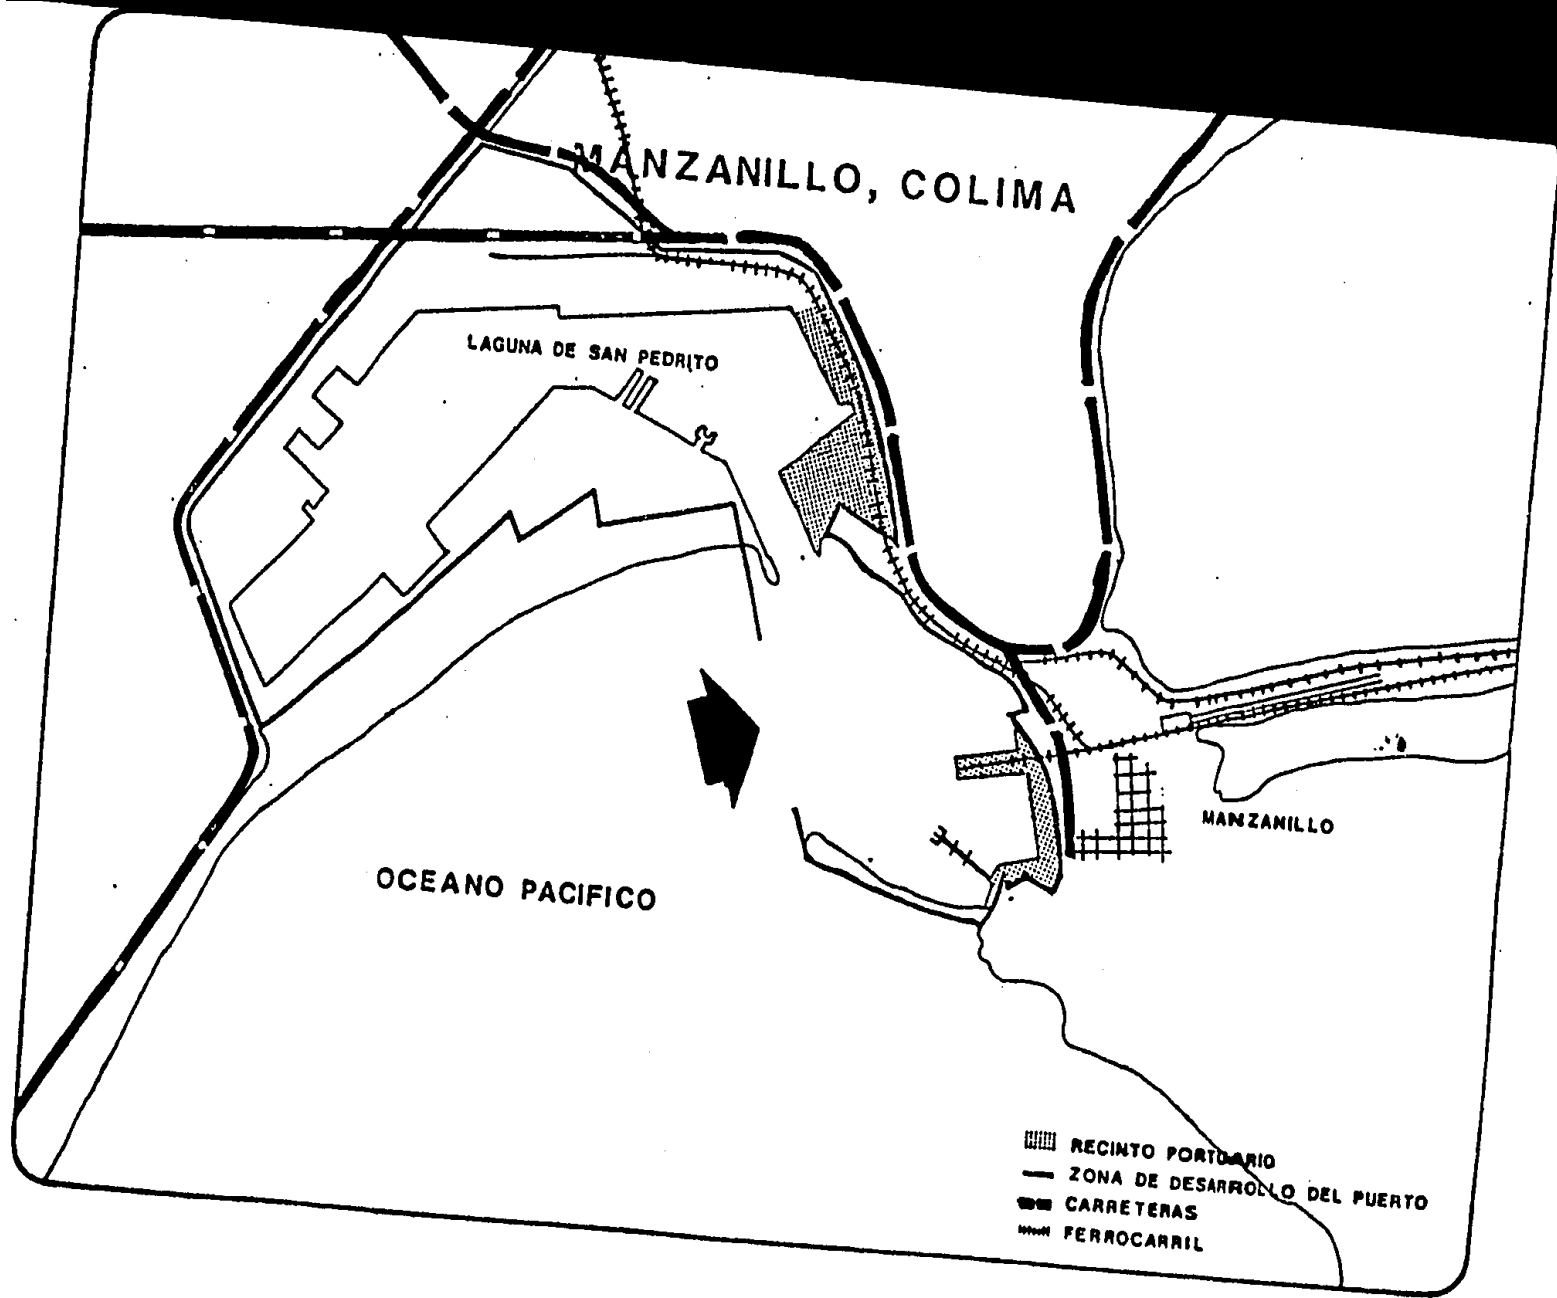 MANZANILLO, COLIMA
LAGUNA DE SAN PEDRITO
MANZANILLO
OCEANO PACIFICO
RECINTO PORTUARIO
ZONA DE DESARROLLO DEL PUERTO
CARRETERAS
FERROCARRIL